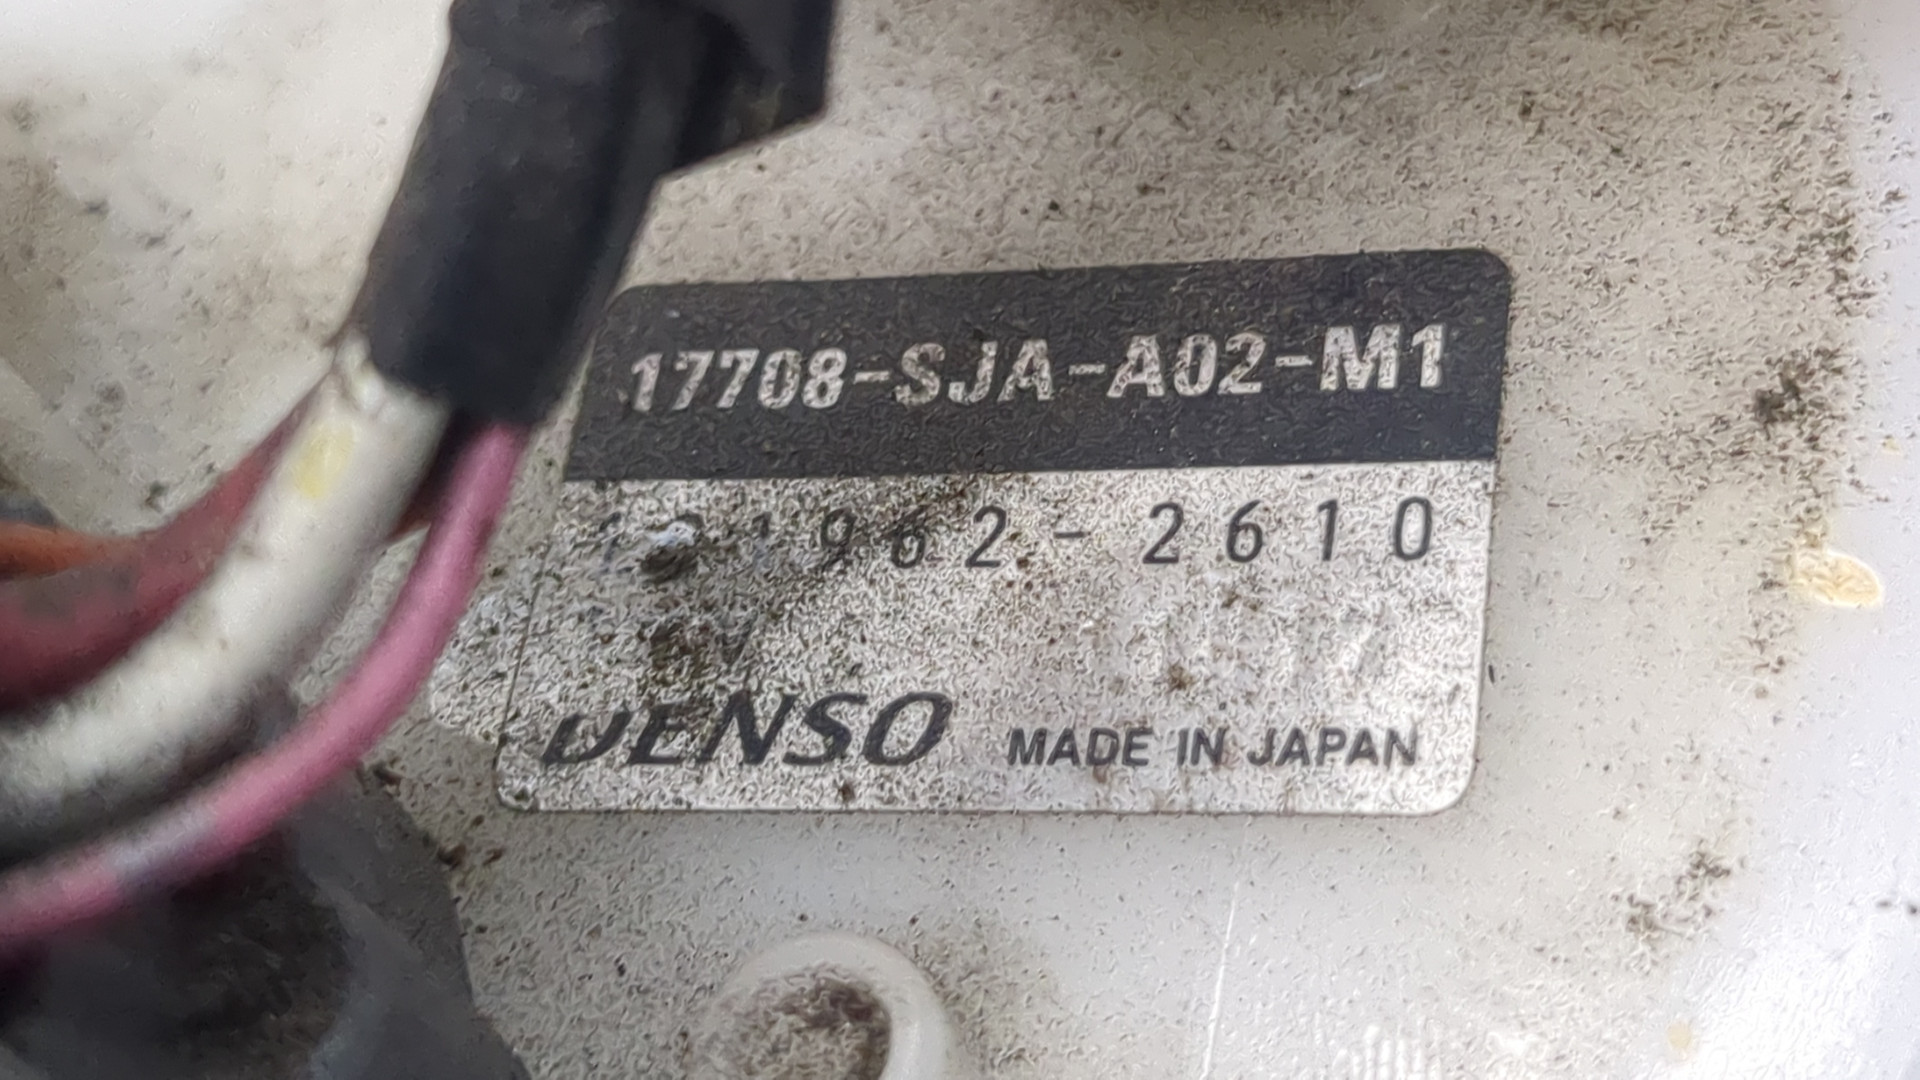 17708-SJA-A02-M1
962-2610
DENSO MADE IN JAPAN